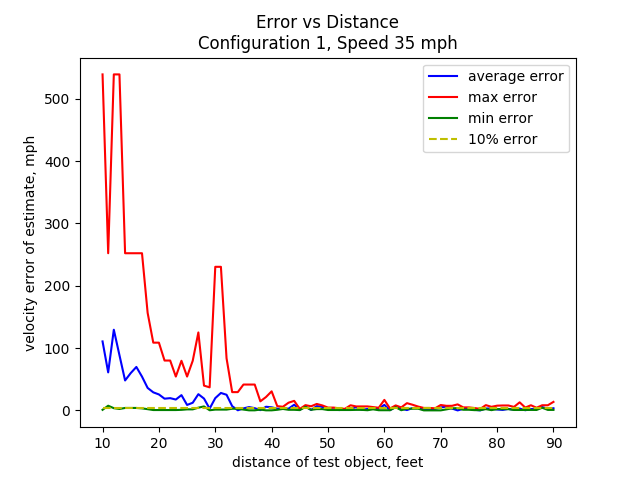 Error vs Distance
Configuration 1, Speed 35 mph
average error
max error
min error
10% error
velocity error of estimate, mph
500
400
300
200
100
0
10 20 30 40 50 60 70 80 90
distance of test object, feet